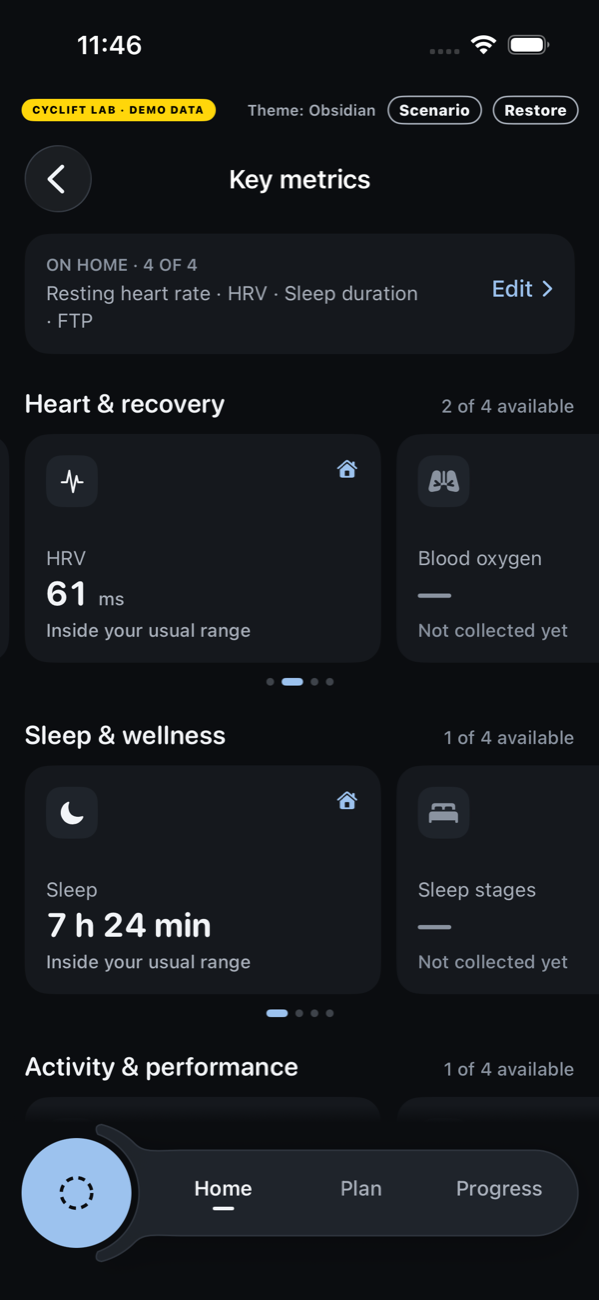 11:46
CYCLIFT LAB · DEMO DATA
Theme: Obsidian
Scenario
Restore
Key metrics
ON HOME · 4 OF 4
Resting heart rate · HRV · Sleep duration
· FTP
Edit
Heart & recovery
2 of 4 available
HRV
61 ms
Inside your usual range
Blood oxygen
—
Not collected yet
Sleep & wellness
1 of 4 available
Sleep
7 h 24 min
Inside your usual range
Sleep stages
—
Not collected yet
Activity & performance
1 of 4 available
Home
Plan
Progress